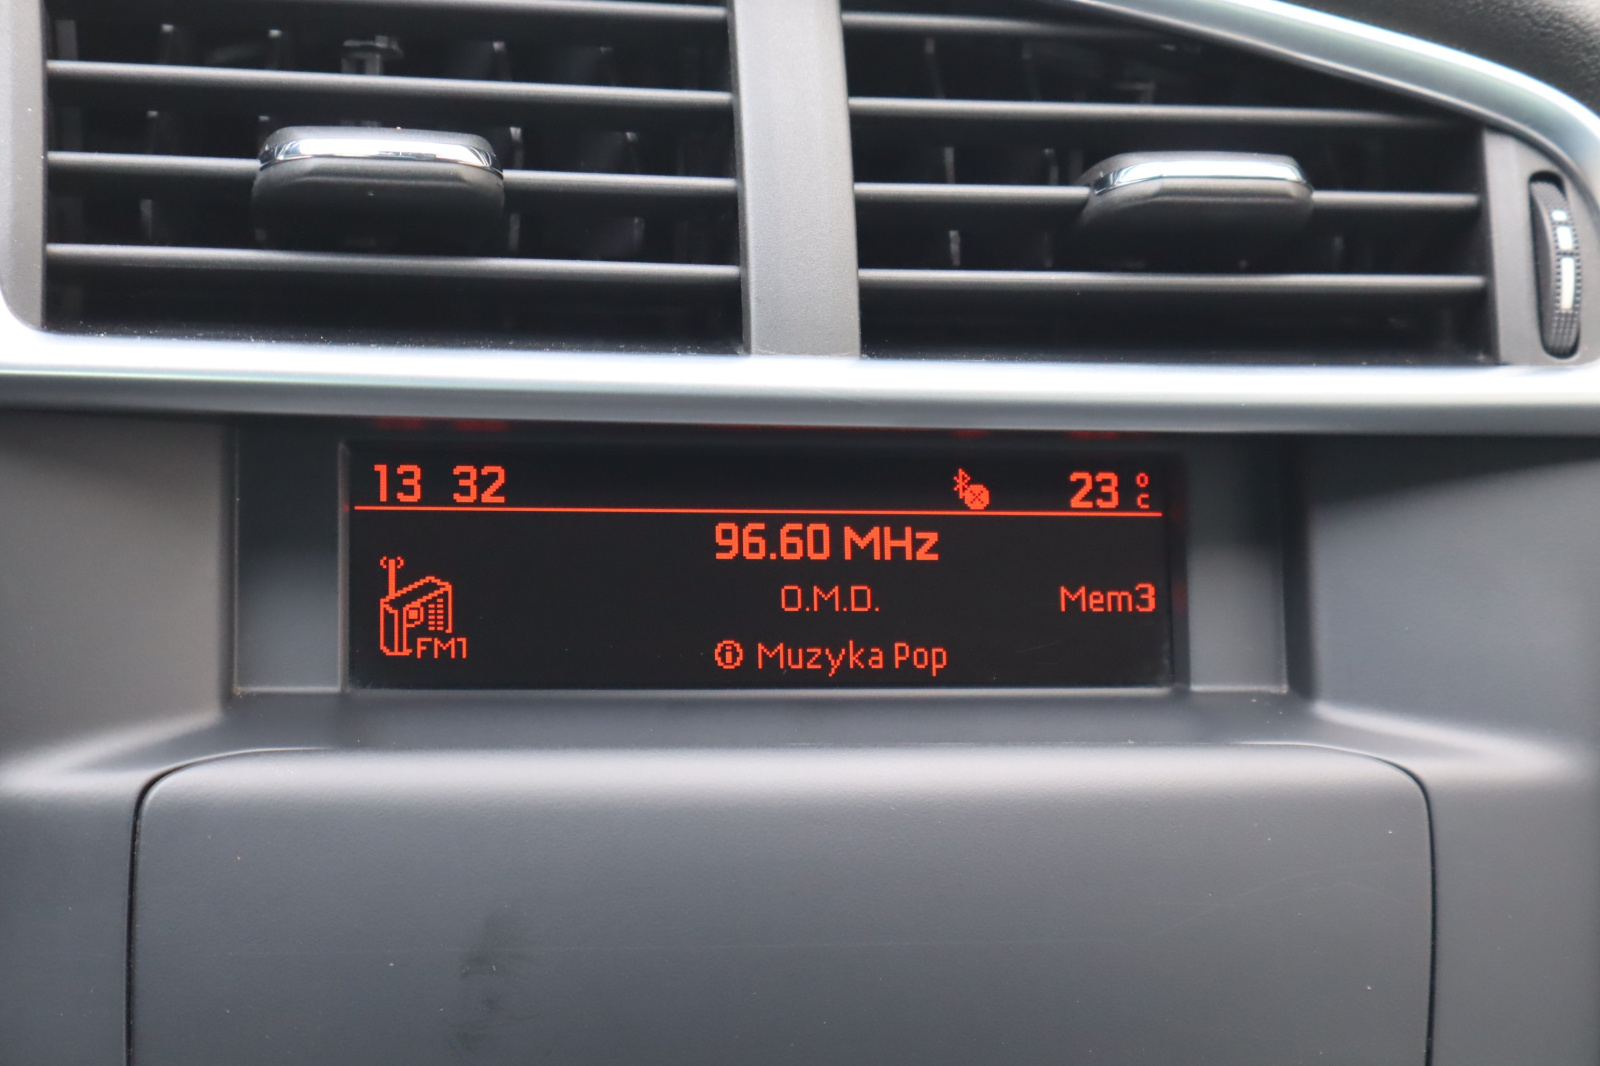 13 32 23 °C
96.60 MHz
O.M.D. Mem3
FM1
Muzyka Pop